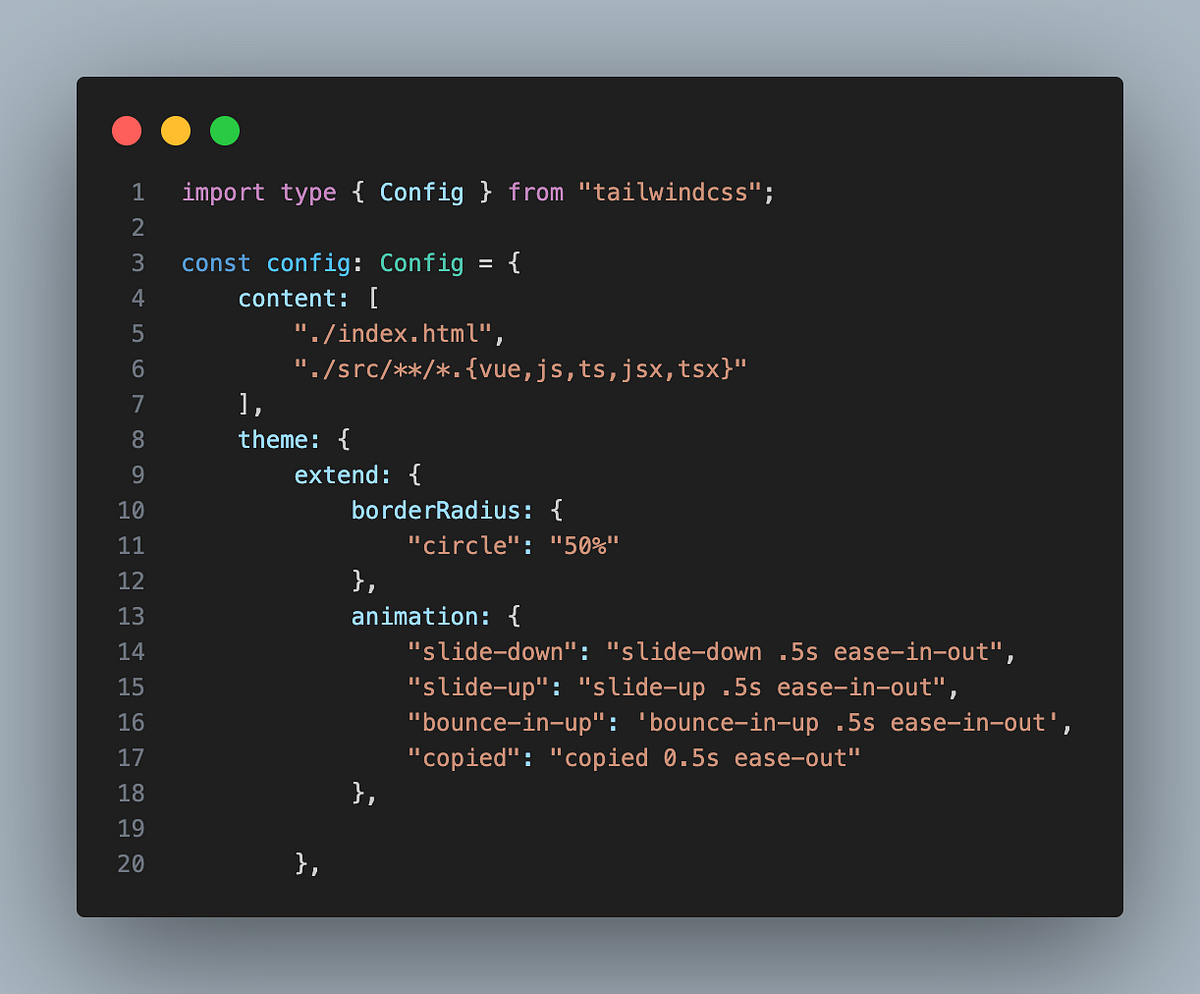 1 import type { Config } from "tailwindcss";
2
3 const config: Config = {
4     content: [
5         "./index.html",
6         "./src/**/*.{vue,js,ts,jsx,tsx}"
7     ],
8     theme: {
9         extend: {
10             borderRadius: {
11                 "circle": "50%"
12             },
13             animation: {
14                 "slide-down": "slide-down .5s ease-in-out",
15                 "slide-up": "slide-up .5s ease-in-out",
16                 "bounce-in-up": 'bounce-in-up .5s ease-in-out',
17                 "copied": "copied 0.5s ease-out"
18             },
19
20         },